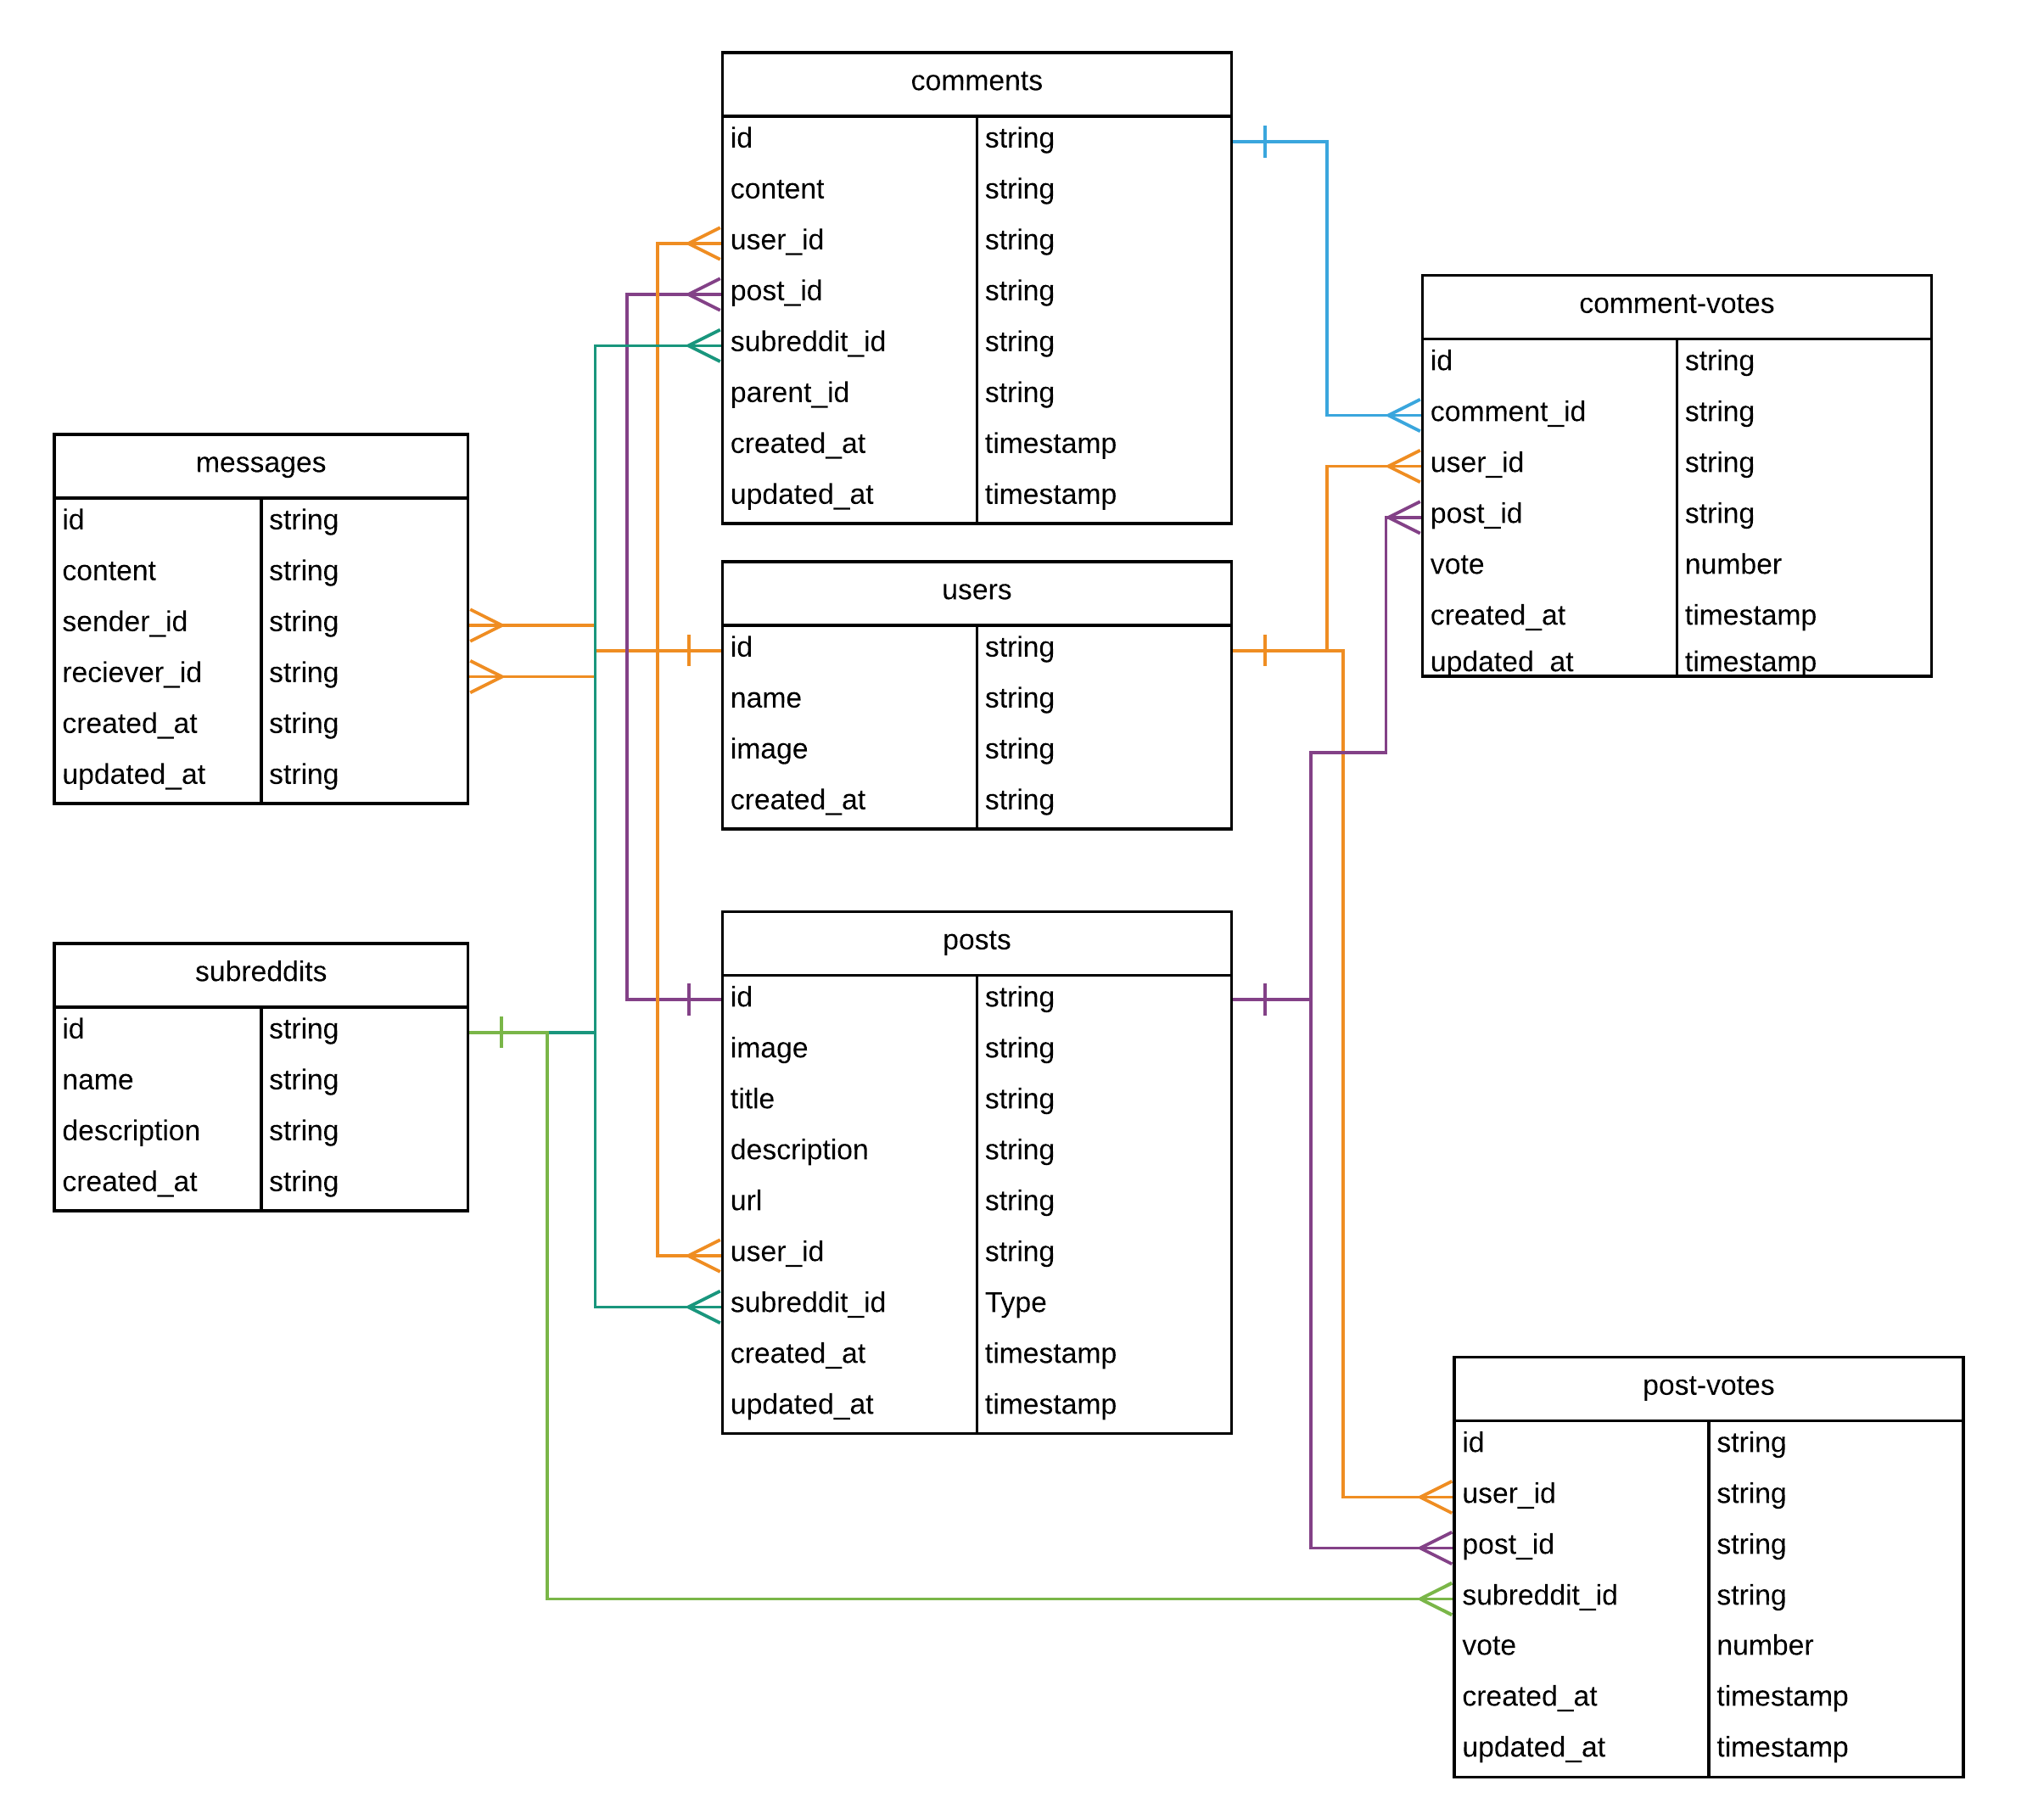 comments
id string
content string
user_id string
post_id string
subreddit_id string
parent_id string
created_at timestamp
updated_at timestamp
comment-votes
id string
comment_id string
user_id string
post_id string
vote number
created_at timestamp
updated_at timestamp
messages
id string
content string
sender_id string
reciever_id string
created_at string
updated_at string
users
id string
name string
image string
created_at string
subreddits
id string
name string
description string
created_at string
posts
id string
image string
title string
description string
url string
user_id string
subreddit_id Type
created_at timestamp
updated_at timestamp
post-votes
id string
user_id string
post_id string
subreddit_id string
vote number
created_at timestamp
updated_at timestamp